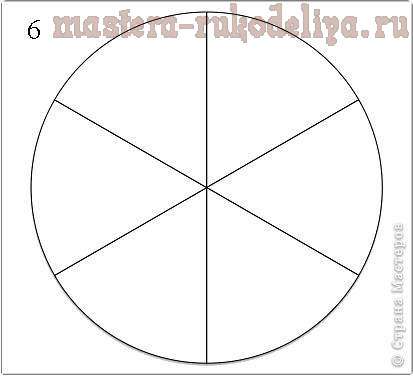 6
mastera-rukodeliya.ru
© Страна Мастеров